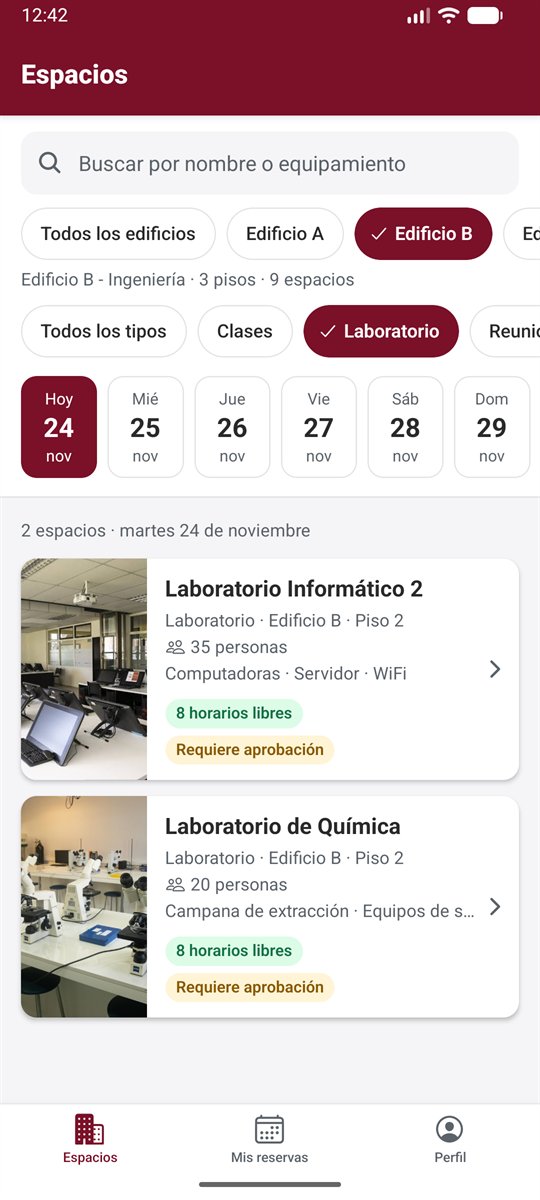 12:42
Espacios
Buscar por nombre o equipamiento
Todos los edificios
Edificio A
Edificio B
Ed
Edificio B - Ingeniería · 3 pisos · 9 espacios
Todos los tipos
Clases
Laboratorio
Reunio
Hoy
24
nov
Mié
25
nov
Jue
26
nov
Vie
27
nov
Sáb
28
nov
Dom
29
nov
2 espacios · martes 24 de noviembre
Laboratorio Informático 2
Laboratorio · Edificio B · Piso 2
35 personas
Computadoras · Servidor · WiFi
8 horarios libres
Requiere aprobación
Laboratorio de Química
Laboratorio · Edificio B · Piso 2
20 personas
Campana de extracción · Equipos de s...
8 horarios libres
Requiere aprobación
Espacios
Mis reservas
Perfil